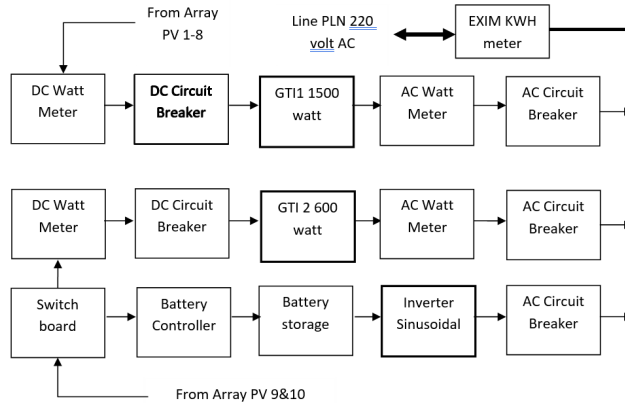 From Array
PV 1-8
Line PLN 220
volt AC
EXIM KWH
meter
DC Watt
Meter
DC Circuit
Breaker
GTI1 1500
watt
AC Watt
Meter
AC Circuit
Breaker
DC Watt
Meter
DC Circuit
Breaker
GTI 2 600
watt
AC Watt
Meter
AC Circuit
Breaker
Switch
board
Battery
Controller
Battery
storage
Inverter
Sinusoidal
AC Circuit
Breaker
From Array PV 9&10